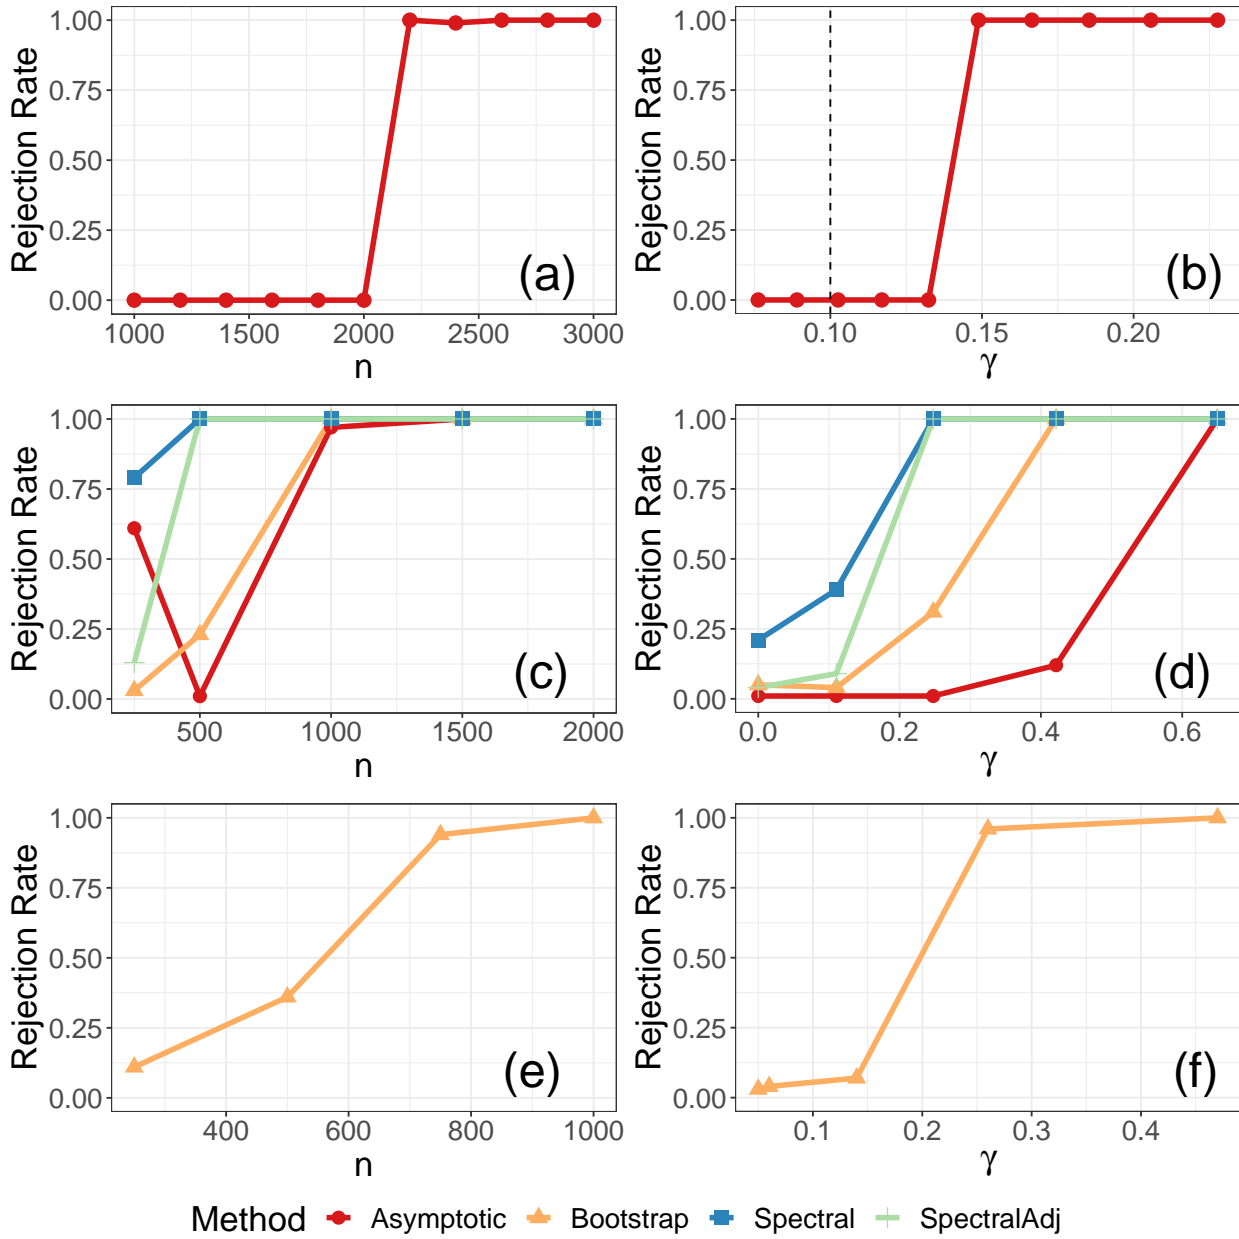 1.00
0.75
0.50
0.25
0.00
Rejection Rate
(a)
1000 1500 2000 2500 3000
n
1.00
0.75
0.50
0.25
0.00
Rejection Rate
(b)
0.10 0.15 0.20
γ
1.00
0.75
0.50
0.25
0.00
Rejection Rate
(c)
500 1000 1500 2000
n
1.00
0.75
0.50
0.25
0.00
Rejection Rate
(d)
0.0 0.2 0.4 0.6
γ
1.00
0.75
0.50
0.25
0.00
Rejection Rate
(e)
400 600 800 1000
n
1.00
0.75
0.50
0.25
0.00
Rejection Rate
(f)
0.1 0.2 0.3 0.4
γ
Method Asymptotic Bootstrap Spectral SpectralAdj